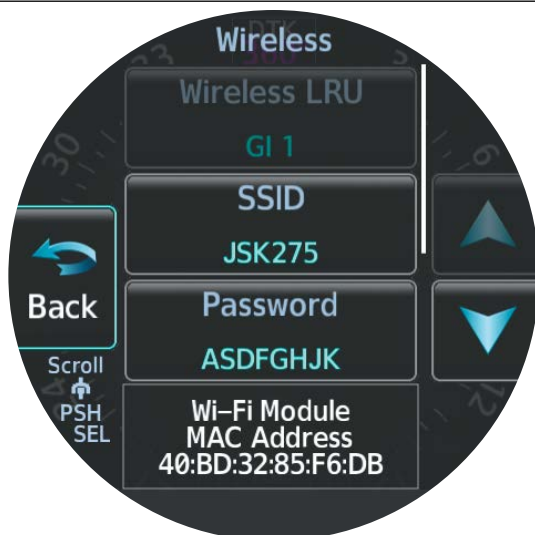 Wireless
Wireless LRU
GI 1
SSID
JSK275
Back
Password
ASDFGHJK
Scroll
PSH
SEL
Wi-Fi Module
MAC Address
40:BD:32:85:F6:DB